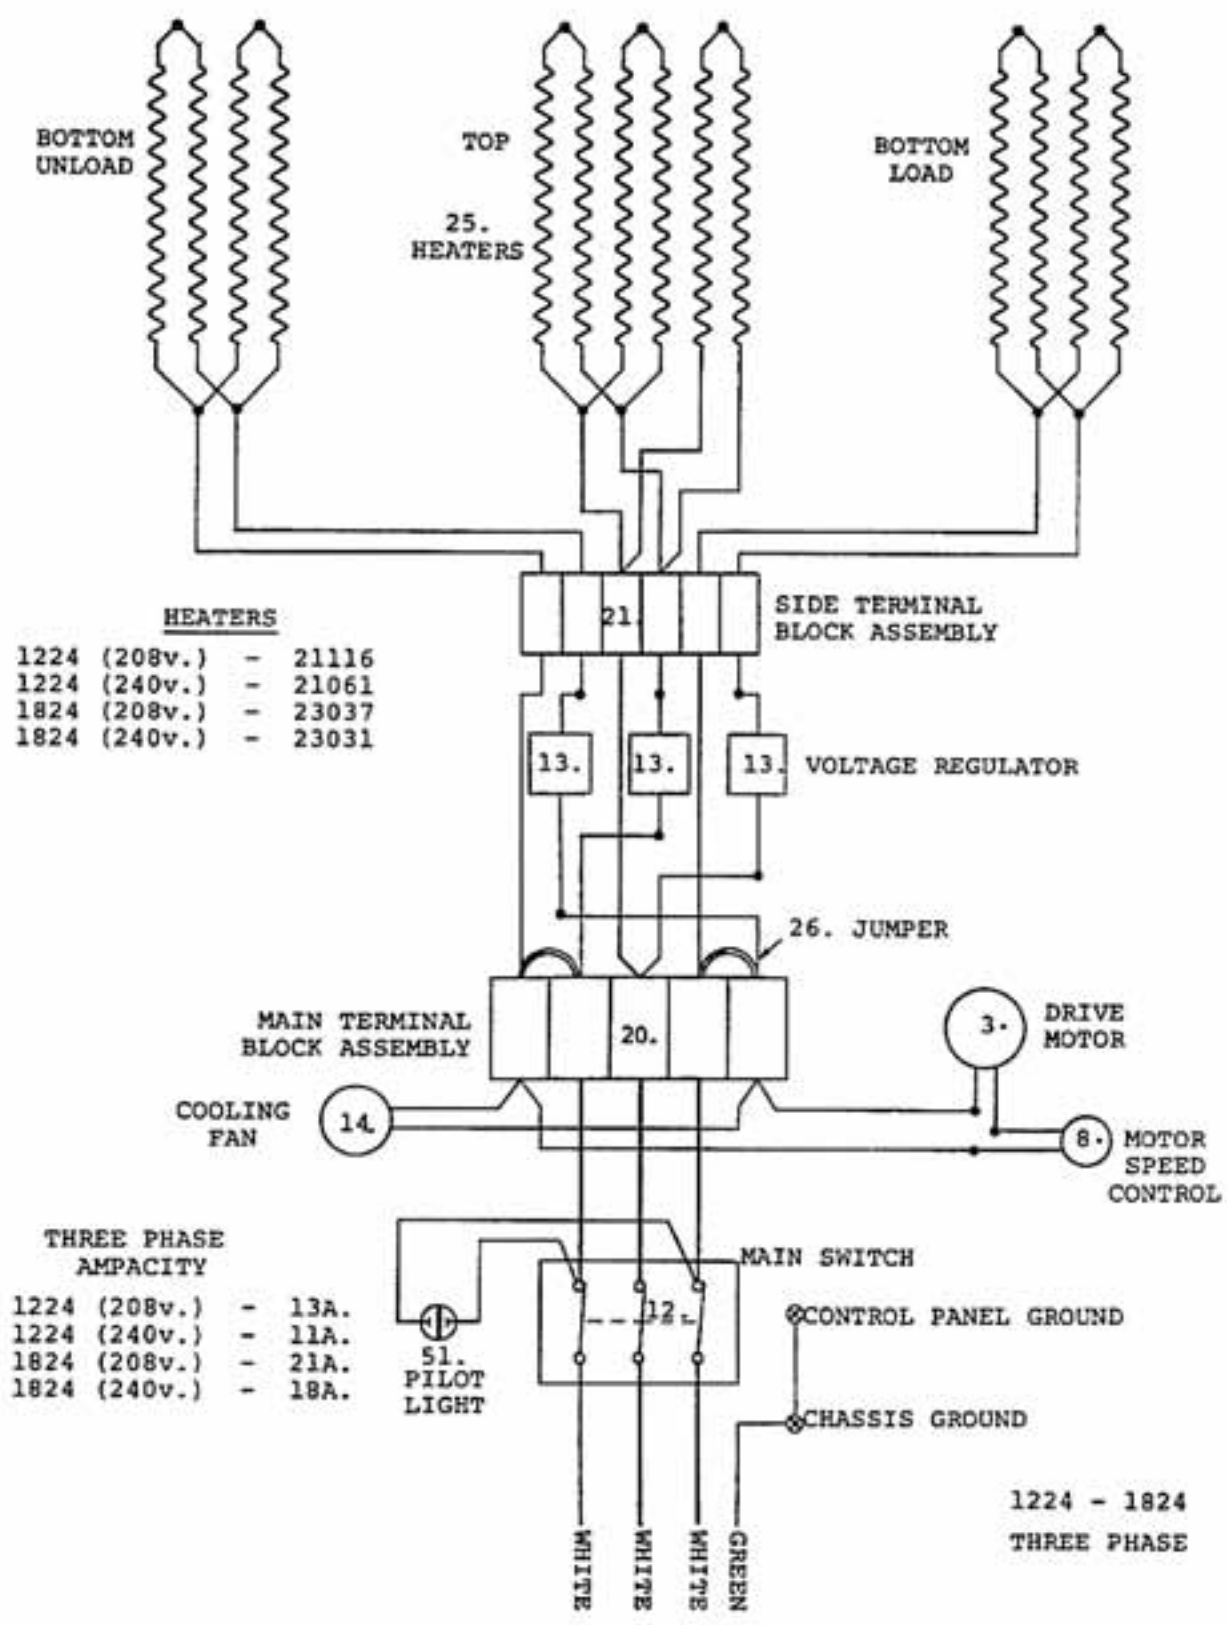 BOTTOM
UNLOAD
TOP
25.
HEATERS
BOTTOM
LOAD
21.
SIDE TERMINAL
BLOCK ASSEMBLY
HEATERS
1224 (208v.) - 21116
1224 (240v.) - 21061
1824 (208v.) - 23037
1824 (240v.) - 23031
13.
13.
13.
VOLTAGE REGULATOR
26. JUMPER
MAIN TERMINAL
BLOCK ASSEMBLY
20.
3.
DRIVE
MOTOR
COOLING
FAN
14.
8.
MOTOR
SPEED
CONTROL
THREE PHASE
AMPACITY
1224 (208v.) - 13A.
1224 (240v.) - 11A.
1824 (208v.) - 21A.
1824 (240v.) - 18A.
MAIN SWITCH
12.
51.
PILOT
LIGHT
CONTROL PANEL GROUND
CHASSIS GROUND
WHITE
WHITE
WHITE
GREEN
1224 - 1824
THREE PHASE